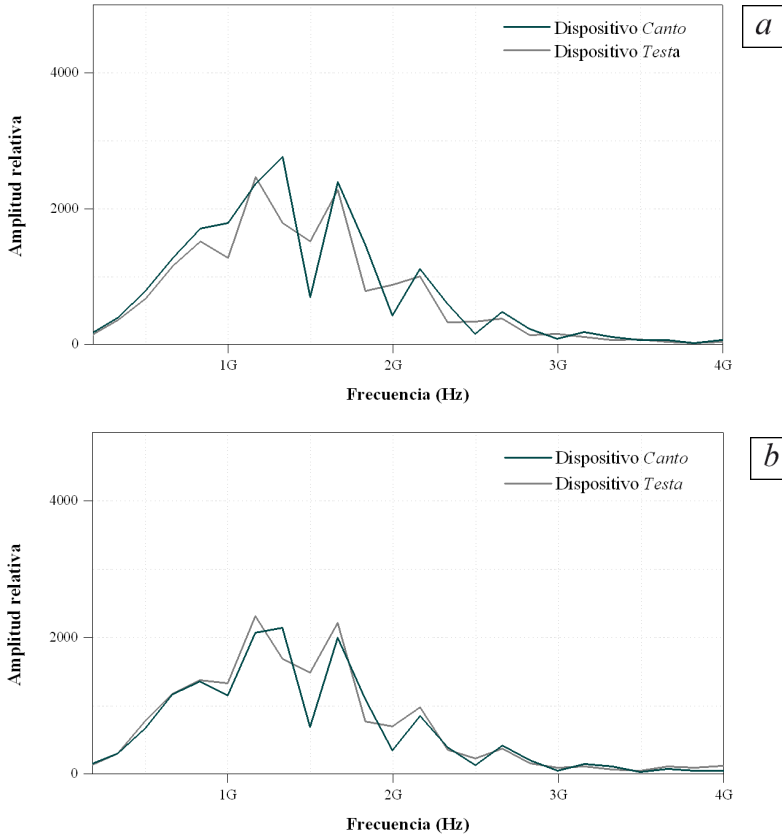 a
Dispositivo Canto
Dispositivo Testa
4000
2000
0
Amplitud relativa
1G
2G
3G
4G
Frecuencia (Hz)
b
Dispositivo Canto
Dispositivo Testa
4000
2000
0
Amplitud relativa
1G
2G
3G
4G
Frecuencia (Hz)